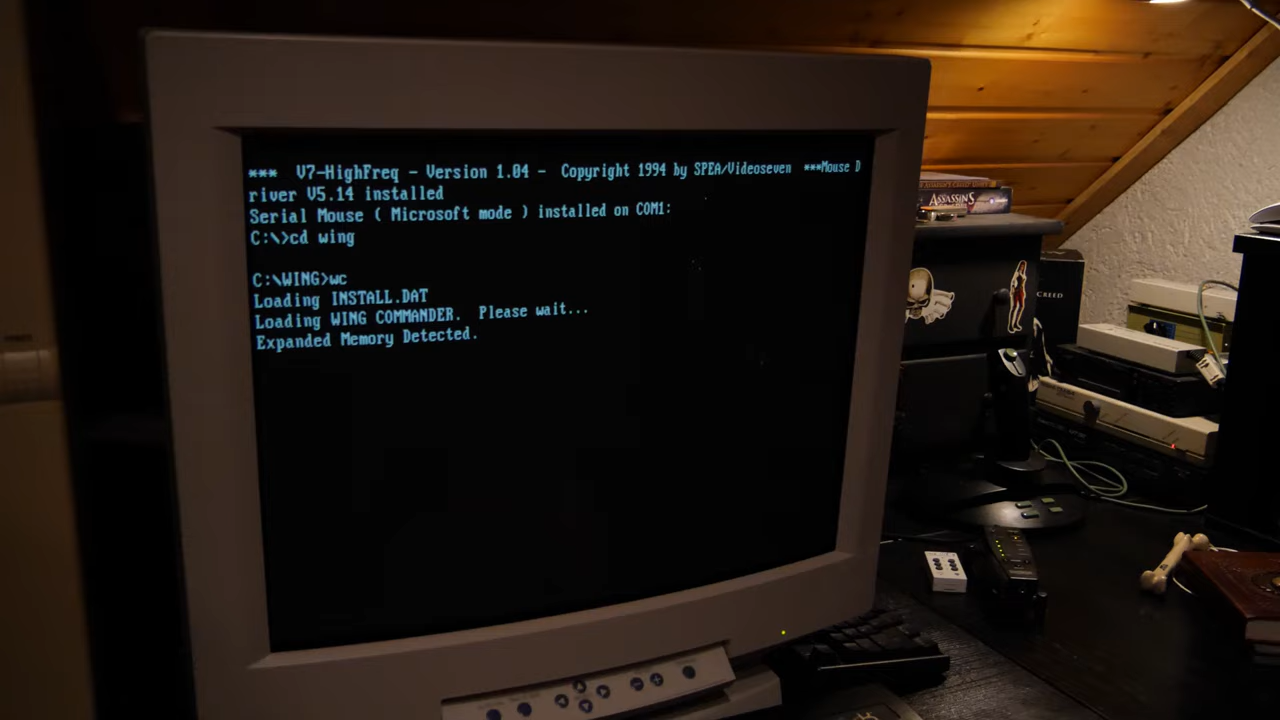 *** V7-HighFreq - Version 1.04 - Copyright 1994 by SPEA/Videoseven ***Mouse D
river V5.14 installed
Serial Mouse ( Microsoft mode ) installed on COM1:
C:\>cd wing
C:\WING>wc
Loading INSTALL.DAT
Loading WING COMMANDER. Please wait...
Expanded Memory Detected.
ASSASSINS
CREED